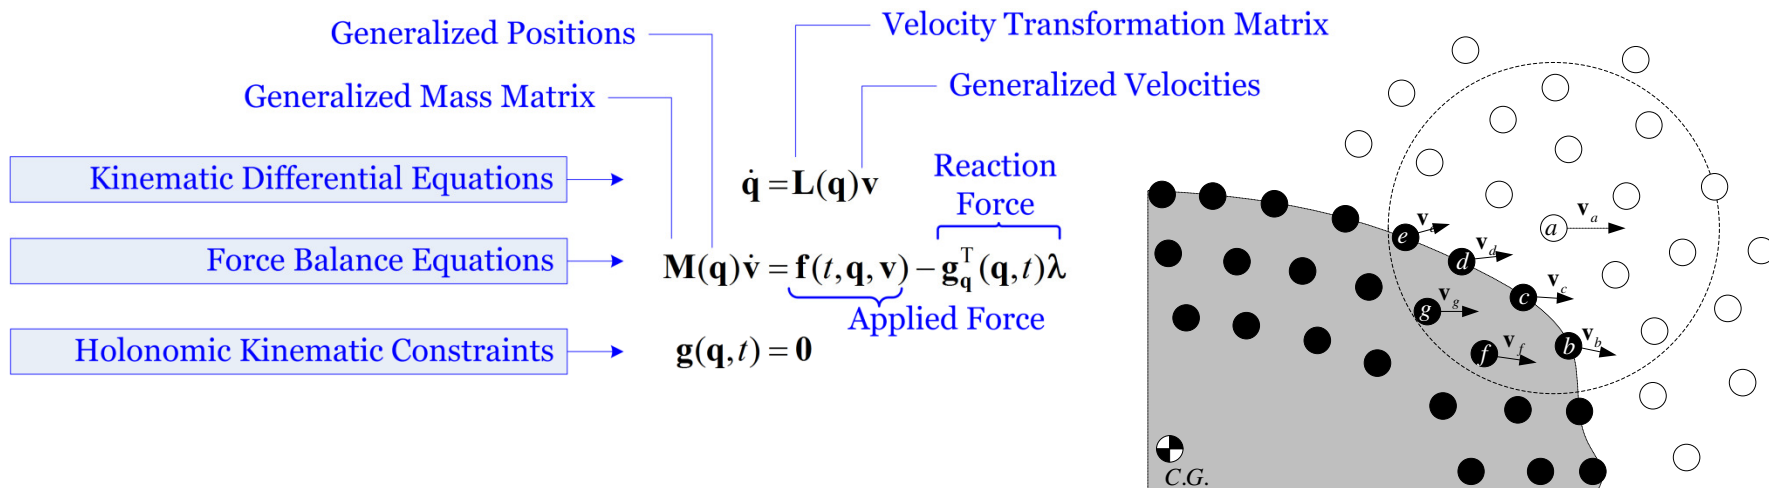 Generalized Positions
Velocity Transformation Matrix
Generalized Mass Matrix
Generalized Velocities
Kinematic Differential Equations
q̇ = L(q)v
Reaction
Force
Force Balance Equations
M(q)v̇ = f(t,q,v) − g_q^T(q,t)λ
Applied Force
Holonomic Kinematic Constraints
g(q,t) = 0
a
v_a
e
v
d
v_d
c
v_c
g
v_g
b
v_b
f
v_f
C.G.